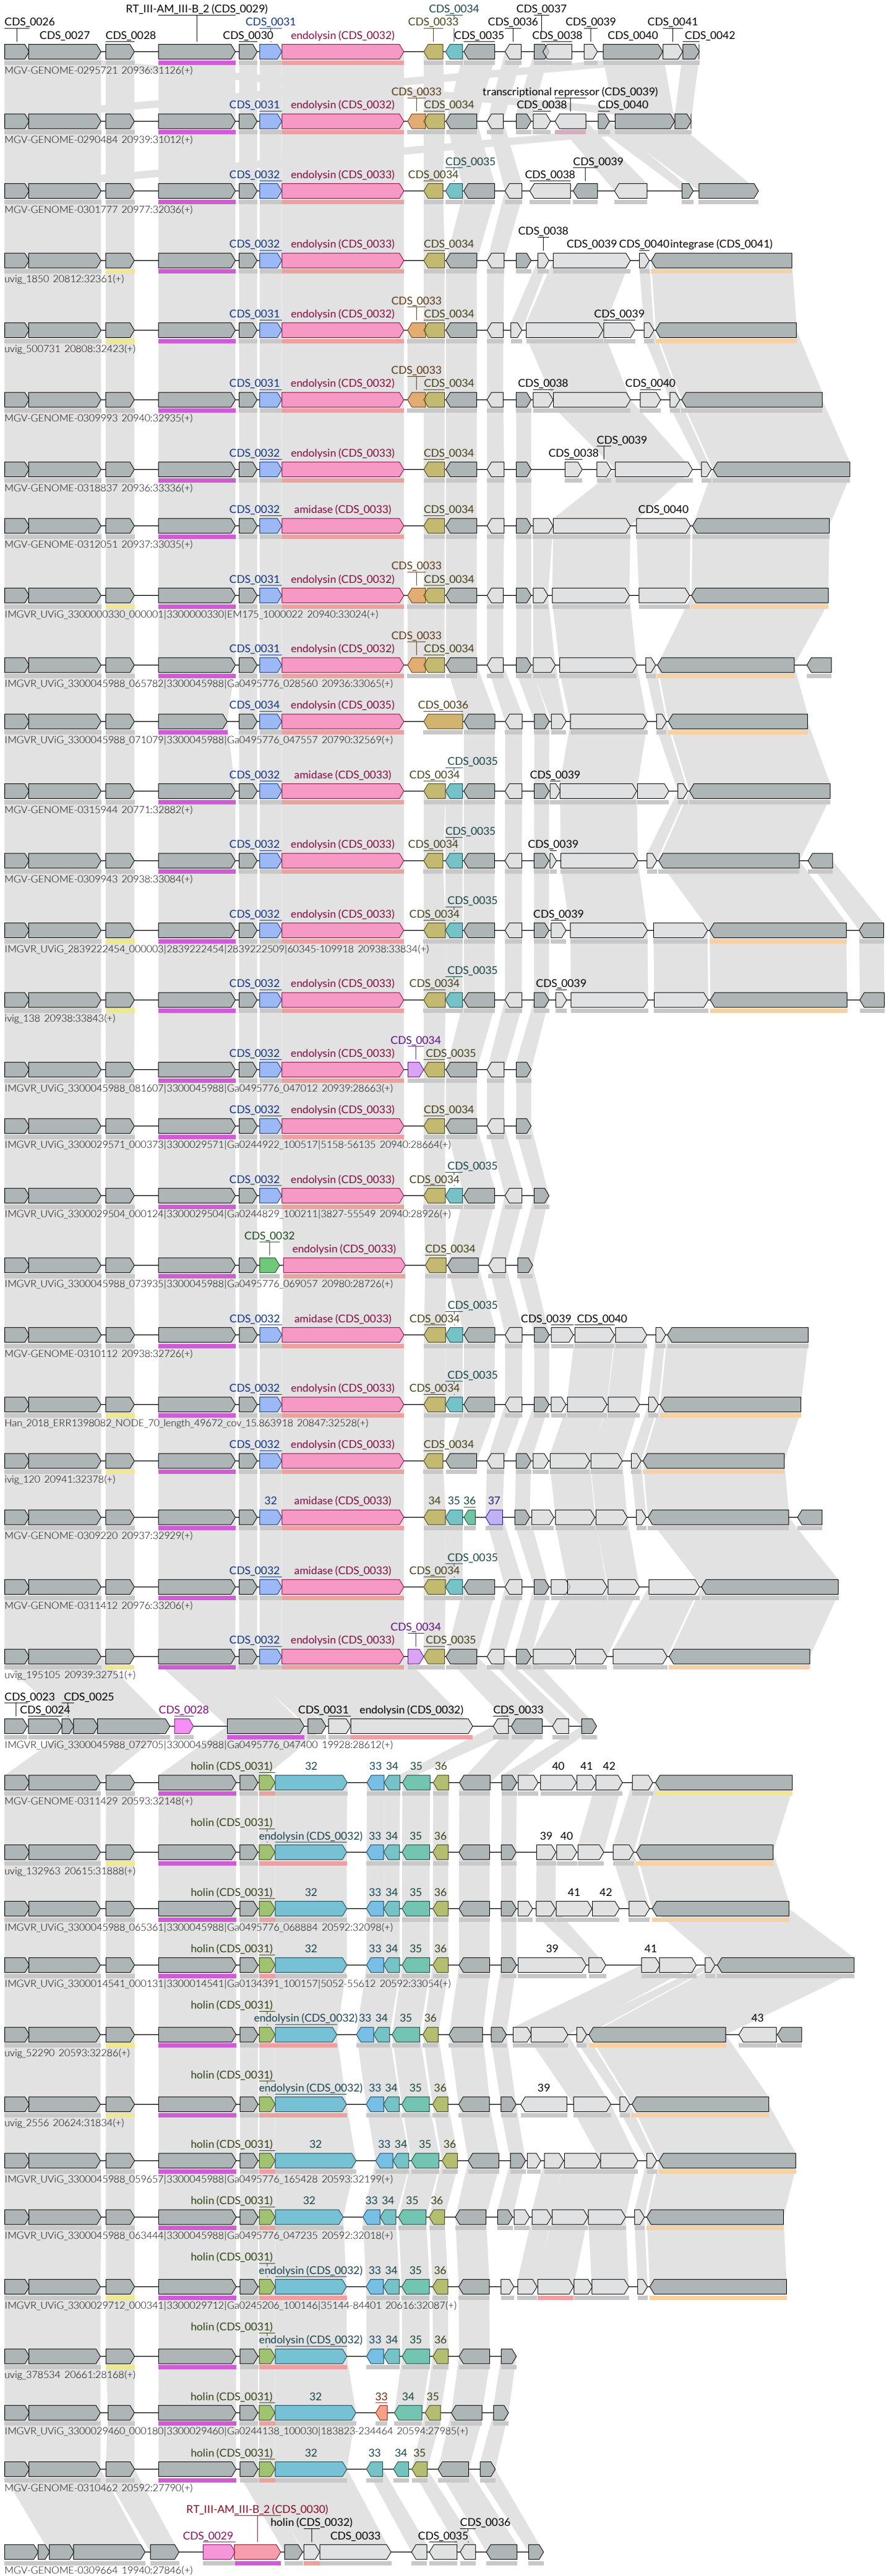 RT_III-AM_III-B_2 (CDS_0029) CDS_0034 CDS_0037
CDS_0026 CDS_0028 CDS_0031 CDS_0033 CDS_0036 CDS_0039 CDS_0041
CDS_0027 CDS_0030 endolysin (CDS_0032) CDS_0035 CDS_0038 CDS_0040 CDS_0042
MGV-GENOME-0295721 20936:31126(+)
CDS_0033 transcriptional repressor (CDS_0039)
CDS_0031 endolysin (CDS_0032) CDS_0034 CDS_0038 CDS_0040
MGV-GENOME-0290484 20939:31012(+)
CDS_0035 CDS_0039
CDS_0032 endolysin (CDS_0033) CDS_0034 CDS_0038
MGV-GENOME-0301777 20977:32036(+)
CDS_0038
CDS_0032 endolysin (CDS_0033) CDS_0034 CDS_0039 CDS_0040 integrase (CDS_0041)
uvig_1850 20812:32361(+)
CDS_0033
CDS_0031 endolysin (CDS_0032) CDS_0034 CDS_0039
uvig_500731 20808:32423(+)
CDS_0033
CDS_0031 endolysin (CDS_0032) CDS_0034 CDS_0038 CDS_0040
MGV-GENOME-0309993 20940:32935(+)
CDS_0039
CDS_0032 endolysin (CDS_0033) CDS_0034 CDS_0038
MGV-GENOME-0318837 20936:33336(+)
CDS_0032 amidase (CDS_0033) CDS_0034 CDS_0040
MGV-GENOME-0312051 20937:33035(+)
CDS_0033
CDS_0031 endolysin (CDS_0032) CDS_0034
IMGVR_UViG_3300000330_000001|3300000330|EM175_1000022 20940:33024(+)
CDS_0033
CDS_0031 endolysin (CDS_0032) CDS_0034
IMGVR_UViG_3300045988_065782|3300045988|Ga0495776_028560 20936:33065(+)
CDS_0034 endolysin (CDS_0035) CDS_0036
IMGVR_UViG_3300045988_071079|3300045988|Ga0495776_047557 20790:32569(+)
CDS_0035
CDS_0032 amidase (CDS_0033) CDS_0034 CDS_0039
MGV-GENOME-0315944 20771:32882(+)
CDS_0035
CDS_0032 endolysin (CDS_0033) CDS_0034 CDS_0039
MGV-GENOME-0309943 20938:33084(+)
CDS_0035
CDS_0032 endolysin (CDS_0033) CDS_0034 CDS_0039
IMGVR_UViG_2839222454_000003|2839222454|2839222509|60345-109918 20938:33834(+)
CDS_0035
CDS_0032 endolysin (CDS_0033) CDS_0034 CDS_0039
ivig_138 20938:33843(+)
CDS_0034
CDS_0032 endolysin (CDS_0033) CDS_0035
IMGVR_UViG_3300045988_081607|3300045988|Ga0495776_047012 20939:28663(+)
CDS_0032 endolysin (CDS_0033) CDS_0034
IMGVR_UViG_3300029571_000373|3300029571|Ga0244922_100517|5158-56135 20940:28664(+)
CDS_0035
CDS_0032 endolysin (CDS_0033) CDS_0034
IMGVR_UViG_3300029504_000124|3300029504|Ga0244829_100211|3827-55549 20940:28926(+)
CDS_0032
endolysin (CDS_0033) CDS_0034
IMGVR_UViG_3300045988_073935|3300045988|Ga0495776_069057 20980:28726(+)
CDS_0035
CDS_0032 amidase (CDS_0033) CDS_0034 CDS_0039 CDS_0040
MGV-GENOME-0310112 20938:32726(+)
CDS_0035
CDS_0032 endolysin (CDS_0033) CDS_0034
Han_2018_ERR1398082_NODE_70_length_49672_cov_15.863918 20847:32528(+)
CDS_0032 endolysin (CDS_0033) CDS_0034
ivig_120 20941:32378(+)
32 amidase (CDS_0033) 34 35 36 37
MGV-GENOME-0309220 20937:32929(+)
CDS_0035
CDS_0032 amidase (CDS_0033) CDS_0034
MGV-GENOME-0311412 20976:33206(+)
CDS_0034
CDS_0032 endolysin (CDS_0033) CDS_0035
uvig_195105 20939:32751(+)
CDS_0023 CDS_0025
CDS_0024 CDS_0028 CDS_0031 endolysin (CDS_0032) CDS_0033
IMGVR_UViG_3300045988_072705|3300045988|Ga0495776_047400 19928:28612(+)
holin (CDS_0031) 32 33 34 35 36 40 41 42
MGV-GENOME-0311429 20593:32148(+)
holin (CDS_0031)
endolysin (CDS_0032) 33 34 35 36 39 40
uvig_132963 20615:31888(+)
holin (CDS_0031) 32 33 34 35 36 41 42
IMGVR_UViG_3300045988_065361|3300045988|Ga0495776_068884 20592:32098(+)
holin (CDS_0031) 32 33 34 35 36 39 41
IMGVR_UViG_3300014541_000131|3300014541|Ga0134391_100157|5052-55612 20592:33054(+)
holin (CDS_0031)
endolysin (CDS_0032) 33 34 35 36 43
uvig_52290 20593:32286(+)
holin (CDS_0031)
endolysin (CDS_0032) 33 34 35 36 39
uvig_2556 20624:31834(+)
holin (CDS_0031) 32 33 34 35 36
IMGVR_UViG_3300045988_059657|3300045988|Ga0495776_165428 20593:32199(+)
holin (CDS_0031) 32 33 34 35 36
IMGVR_UViG_3300045988_063444|3300045988|Ga0495776_047235 20592:32018(+)
holin (CDS_0031)
endolysin (CDS_0032) 33 34 35 36
IMGVR_UViG_3300029712_000341|3300029712|Ga0245206_100146|35144-84401 20616:32087(+)
holin (CDS_0031)
endolysin (CDS_0032) 33 34 35 36
uvig_378534 20661:28168(+)
holin (CDS_0031) 32 33 34 35
IMGVR_UViG_3300029460_000180|3300029460|Ga0244138_100030|183823-234464 20594:27985(+)
holin (CDS_0031) 32 33 34 35
MGV-GENOME-0310462 20592:27790(+)
RT_III-AM_III-B_2 (CDS_0030)
holin (CDS_0032) CDS_0036
CDS_0029 CDS_0033 CDS_0035
MGV-GENOME-0309664 19940:27846(+)